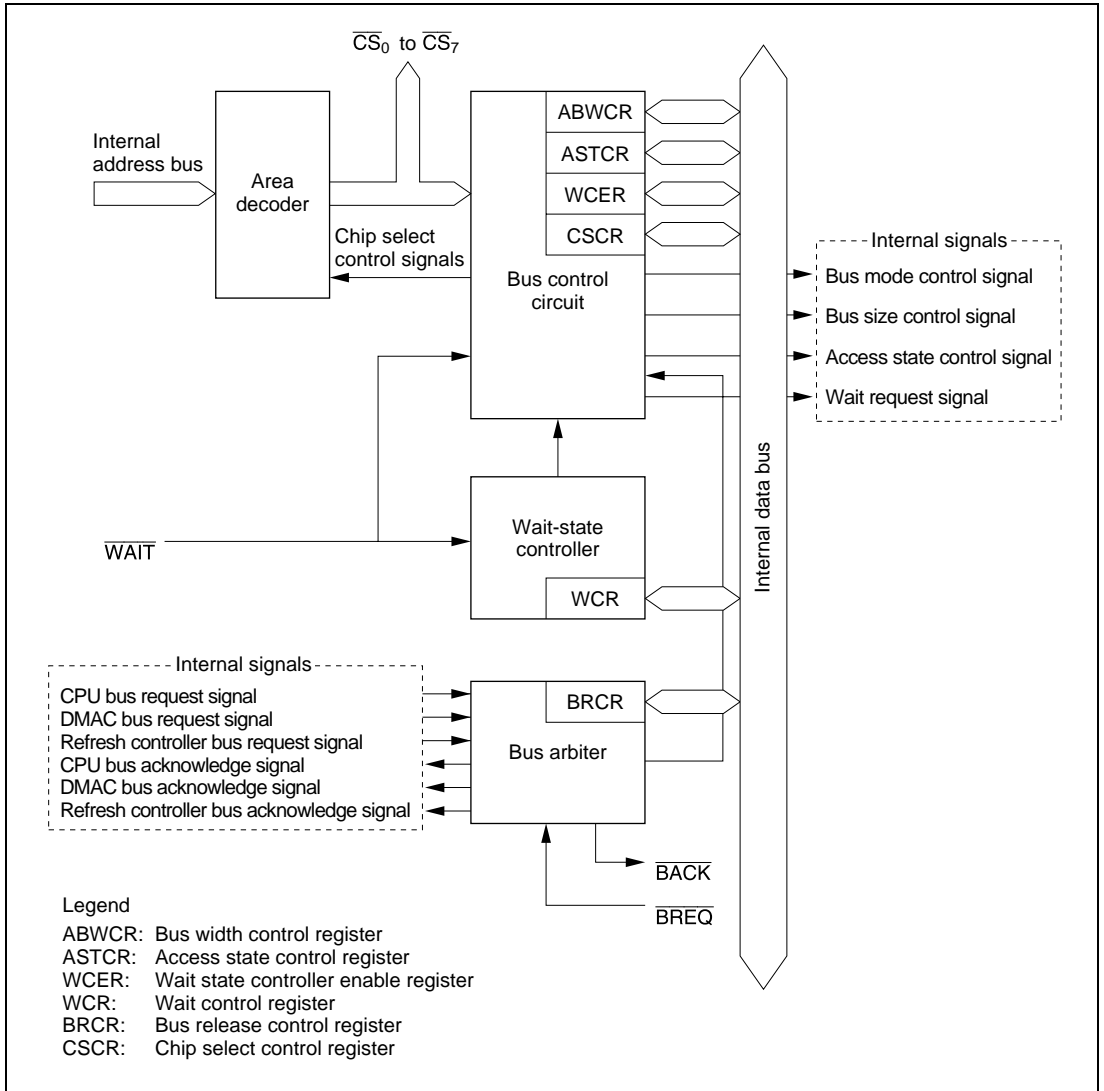 C̅S̅₀ to C̅S̅₇
Internal
address bus
Area
decoder
Chip select
control signals
ABWCR
ASTCR
WCER
CSCR
Bus control
circuit
Internal data bus
Internal signals
Bus mode control signal
Bus size control signal
Access state control signal
Wait request signal
W̅A̅I̅T̅
Wait-state
controller
WCR
Internal signals
CPU bus request signal
DMAC bus request signal
Refresh controller bus request signal
CPU bus acknowledge signal
DMAC bus acknowledge signal
Refresh controller bus acknowledge signal
BRCR
Bus arbiter
B̅A̅C̅K̅
B̅R̅E̅Q̅
Legend
ABWCR: Bus width control register
ASTCR: Access state control register
WCER: Wait state controller enable register
WCR: Wait control register
BRCR: Bus release control register
CSCR: Chip select control register